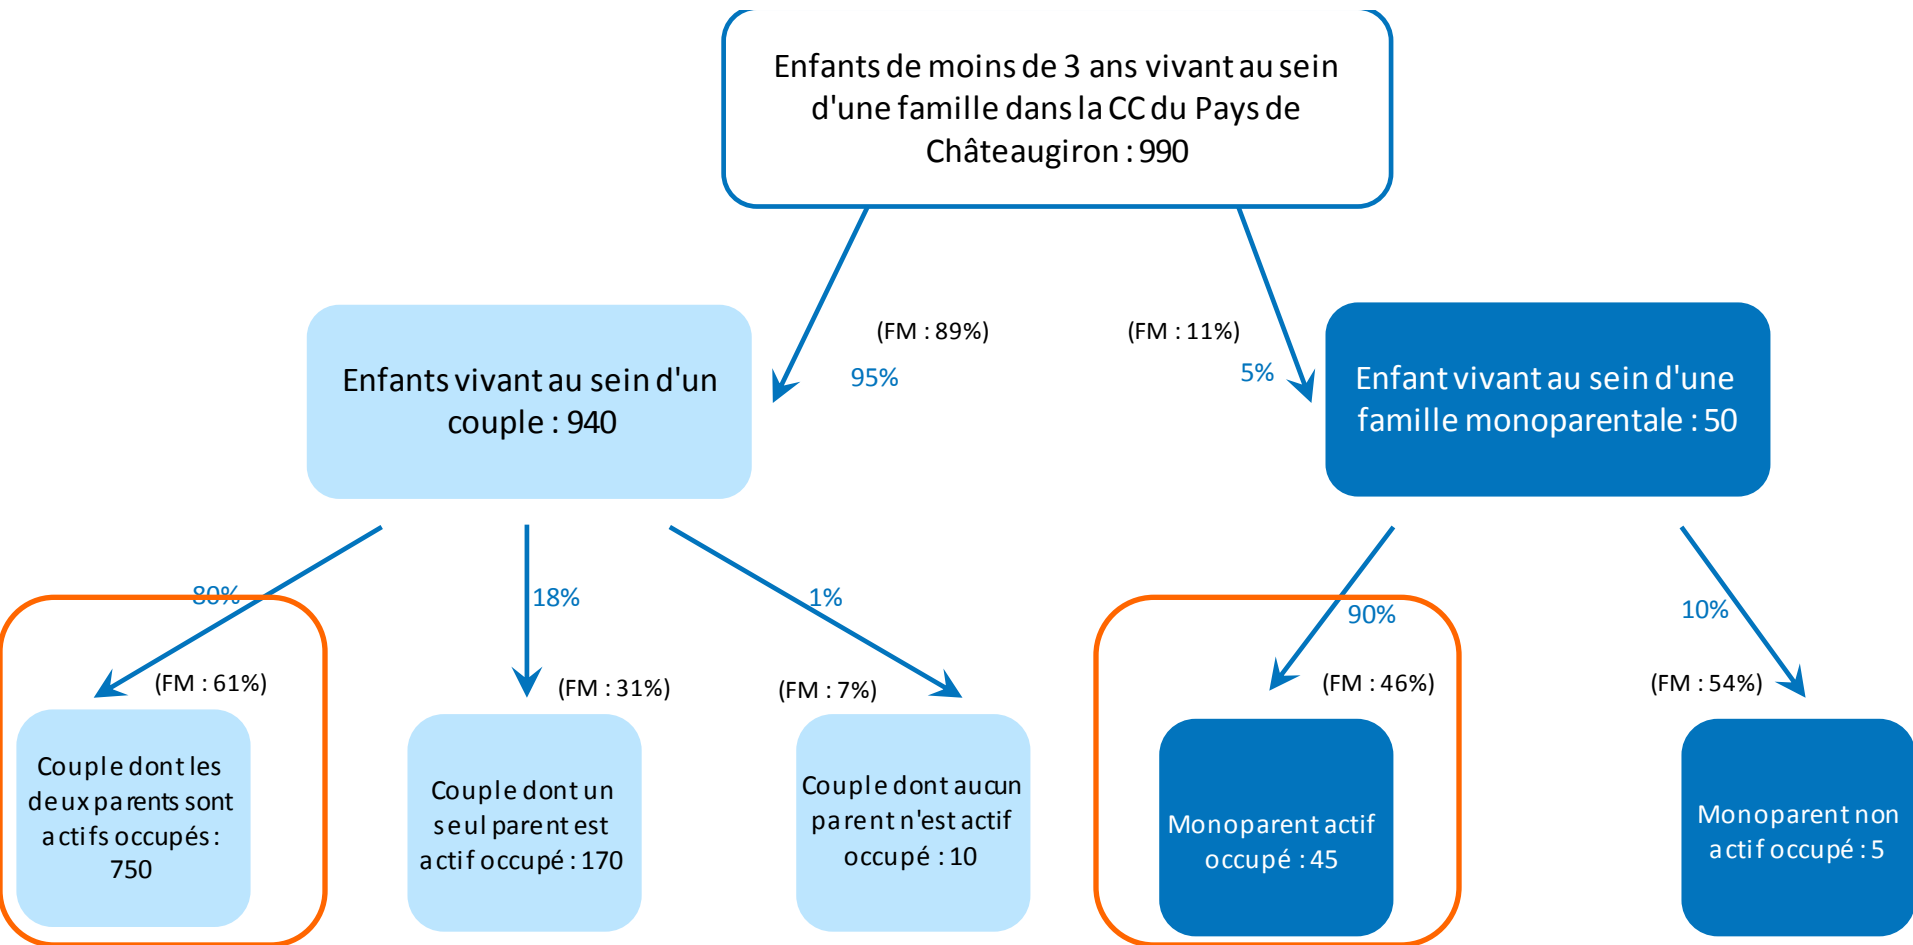 Enfants de moins de 3 ans vivant au sein
d'une famille dans la CC du Pays de
Châteaugiron : 990
(FM : 89%)
(FM : 11%)
95%
5%
Enfants vivant au sein d'un
couple : 940
Enfant vivant au sein d'une
famille monoparentale : 50
80%
18%
1%
90%
10%
(FM : 61%)
(FM : 31%)
(FM : 7%)
(FM : 46%)
(FM : 54%)
Couple dont les
deux parents sont
actifs occupés :
750
Couple dont un
seul parent est
actif occupé : 170
Couple dont aucun
parent n'est actif
occupé : 10
Monoparent actif
occupé : 45
Monoparent non
actif occupé : 5